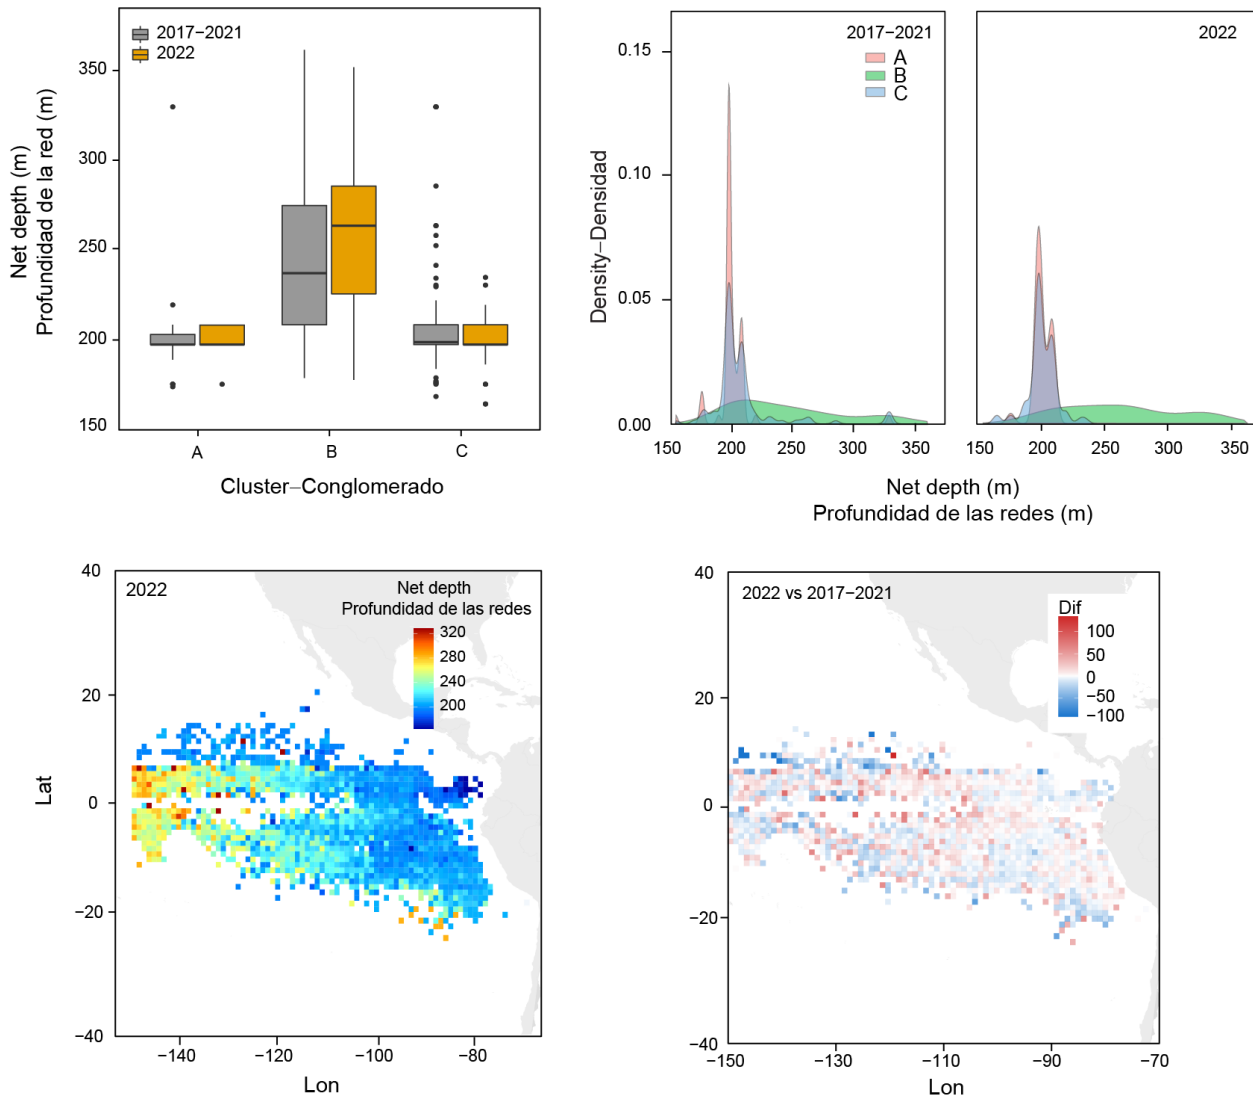 2017−2021
2022
Net depth (m)
Profundidad de la red (m)
350
300
250
200
150
A
B
C
Cluster–Conglomerado
2017−2021
A
B
C
2022
Density–Densidad
0.15
0.10
0.05
0.00
150
200
250
300
350
150
200
250
300
350
Net depth (m)
Profundidad de las redes (m)
2022
Net depth
Profundidad de las redes
320
280
240
200
Lat
40
20
0
−20
−40
−140
−120
−100
−80
Lon
2022 vs 2017−2021
Dif
100
50
0
−50
−100
40
20
0
−20
−40
−150
−130
−110
−90
−70
Lon